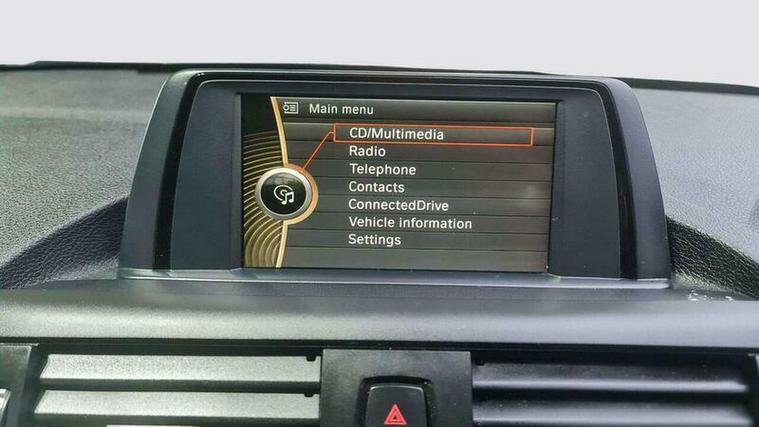 Main menu
CD/Multimedia
Radio
Telephone
Contacts
ConnectedDrive
Vehicle information
Settings